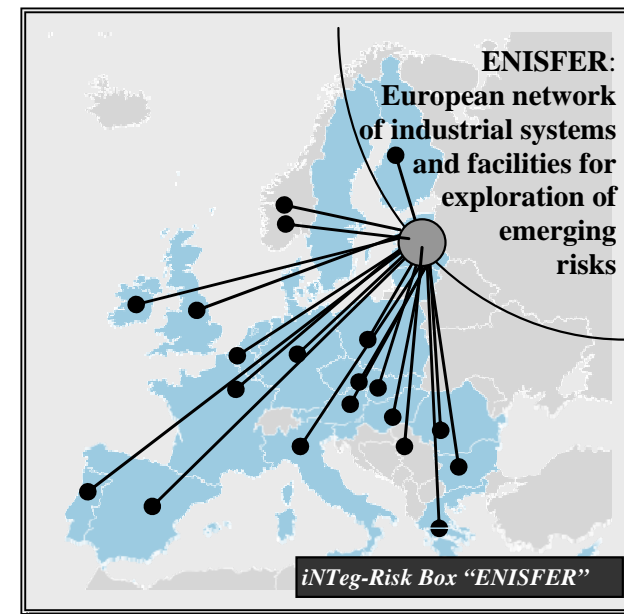 ENISFER:
European network
of industrial systems
and facilities for
exploration of
emerging
risks
iNTeg-Risk Box “ENISFER”